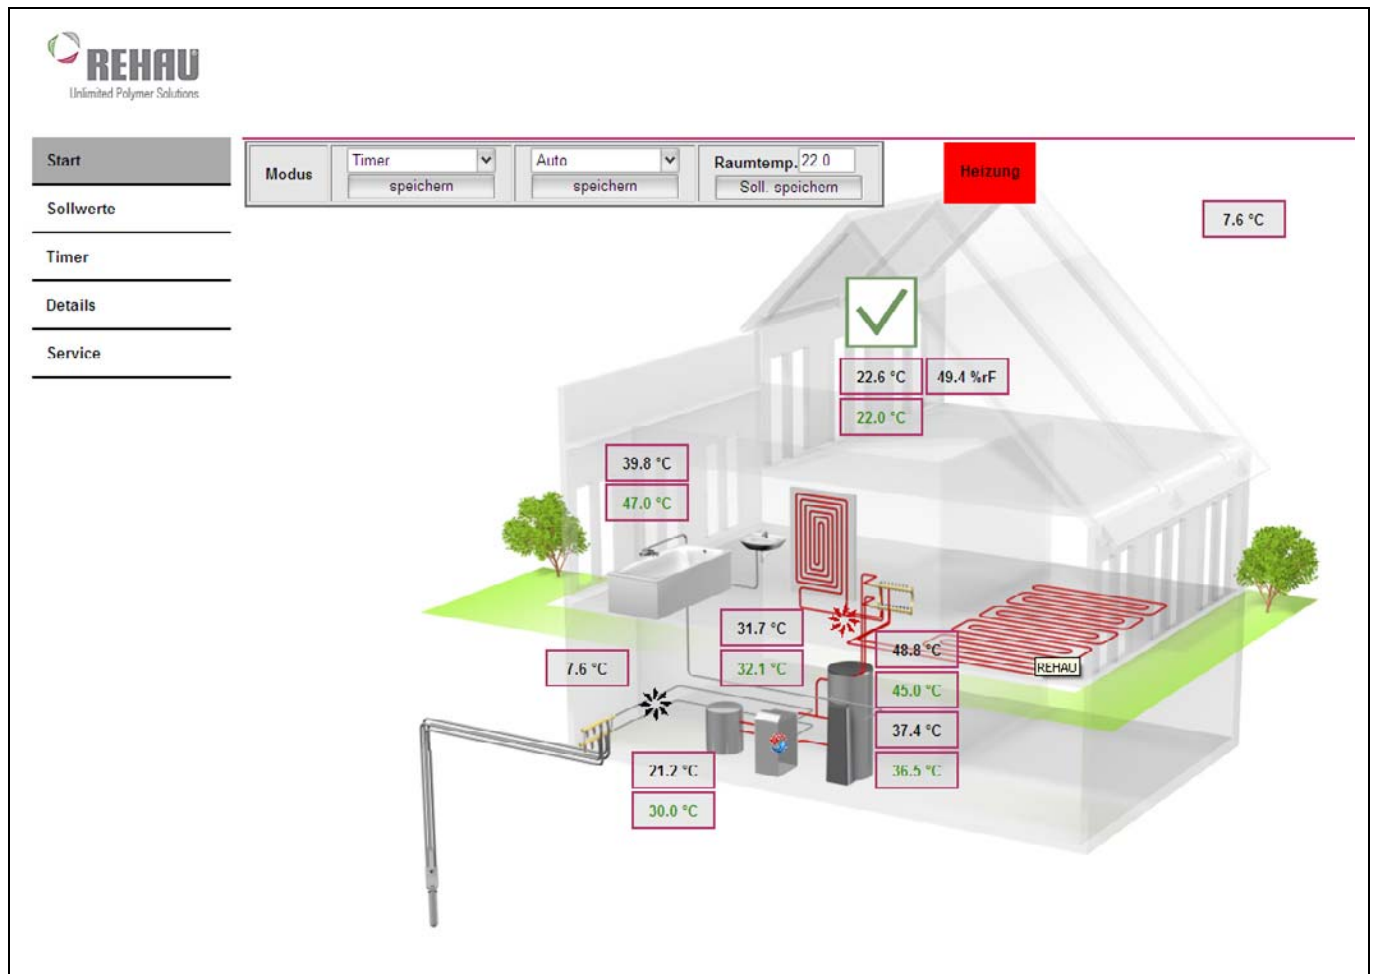 REHAU
Unlimited Polymer Solutions
Start
Sollwerte
Timer
Details
Service
Modus
Timer
speichern
Auto
speichern
Raumtemp. 22.0
Soll. speichern
Heizung
7.6 °C
22.6 °C 49.4 %rF
22.0 °C
39.8 °C
47.0 °C
31.7 °C
32.1 °C
48.8 °C
45.0 °C
37.4 °C
36.5 °C
REHAU
7.6 °C
21.2 °C
30.0 °C